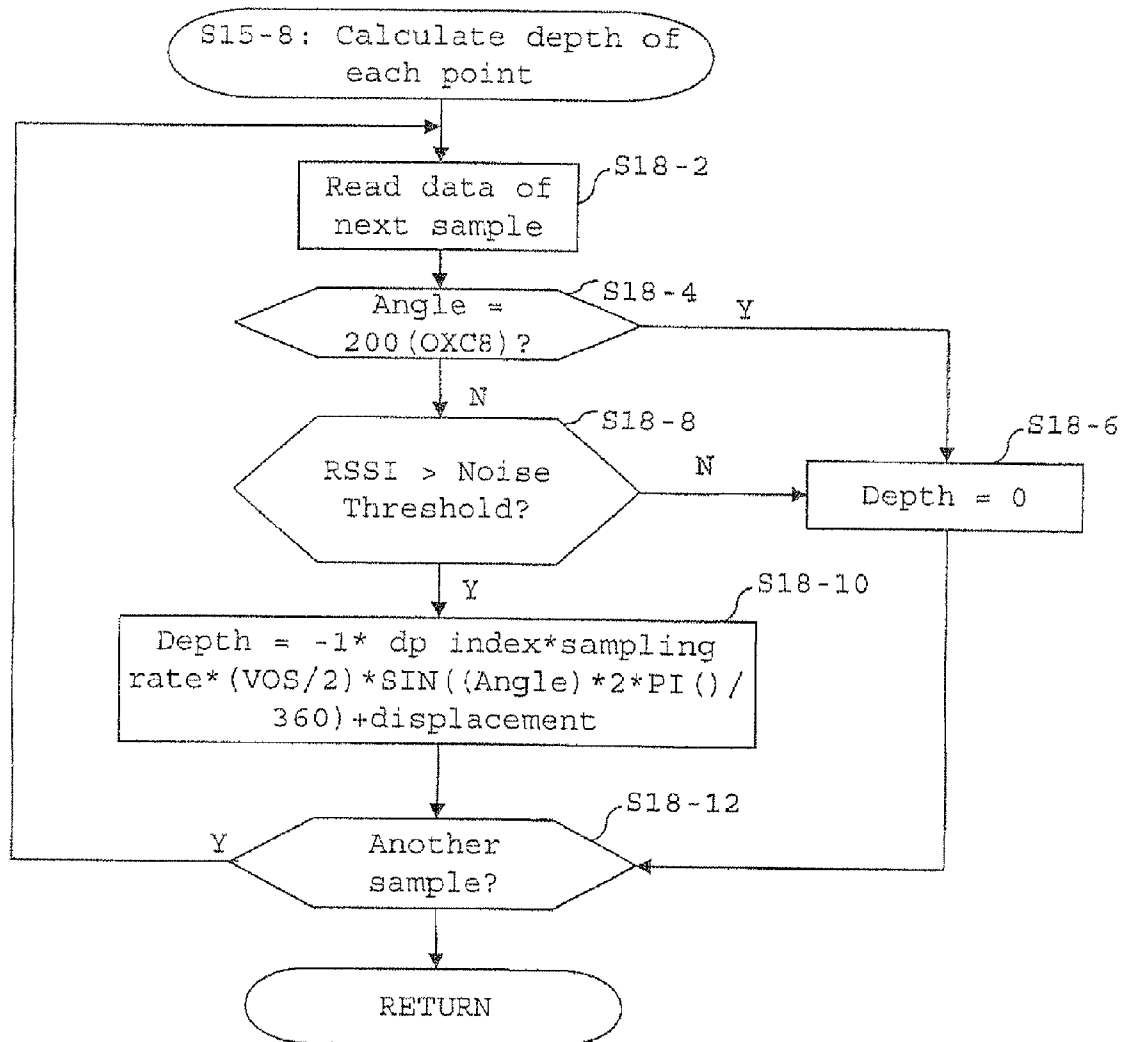 S15-8: Calculate depth of
each point
S18-2
Read data of
next sample
S18-4
Angle =
200(OXC8)?
Y
N
S18-8
RSSI > Noise
Threshold?
N
S18-6
Depth = 0
Y
S18-10
Depth = -1* dp index*sampling
rate*(VOS/2)*SIN((Angle)*2*PI()/
360)+displacement
S18-12
Y
Another
sample?
RETURN